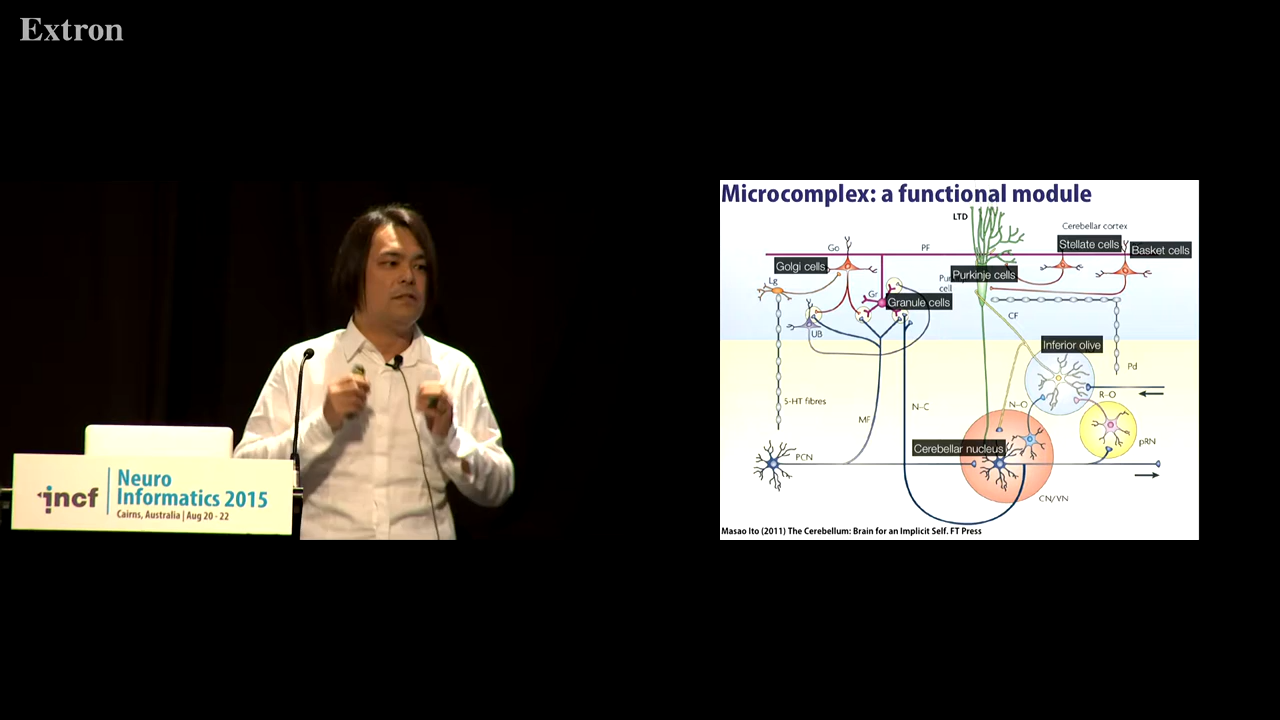 Extron
incf
Neuro
Informatics 2015
Cairns, Australia | Aug 20 - 22
Microcomplex: a functional module
LTD
Cerebellar cortex
Go
PF
Stellate cells
Basket cells
Golgi cells
Purkinje cells
Lg
Gr
cell
Granule cells
CF
UB
Inferior olive
Pd
5-HT fibres
N–C
N–O
R–O
MF
pRN
Cerebellar nucleus
PCN
CN/VN
Masao Ito (2011) The Cerebellum: Brain for an Implicit Self. FT Press